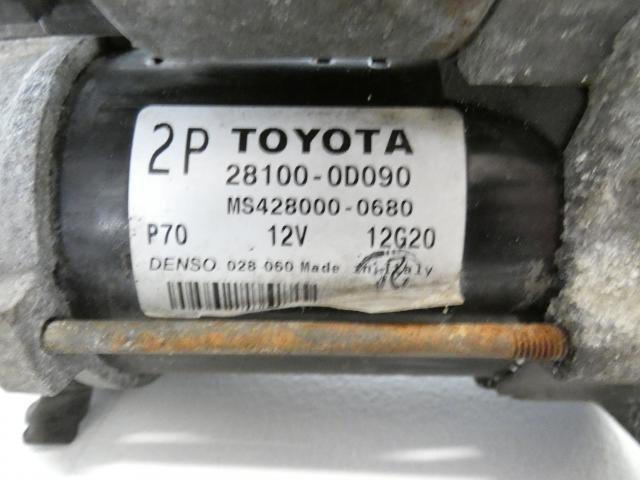 2P TOYOTA
28100-0D090
MS428000-0680
P70 12V 12G20
DENSO 028 060 Made in Italy